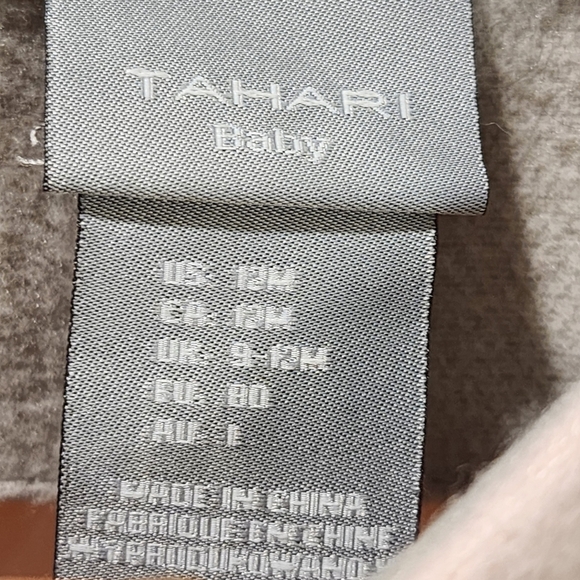 TAHARI
Baby
US: 12M
CA: 12M
UK: 9-12M
EU: 80
AU: 1
MADE IN CHINA
FABRIQUE EN CHINE
WYPRODUKOWANO